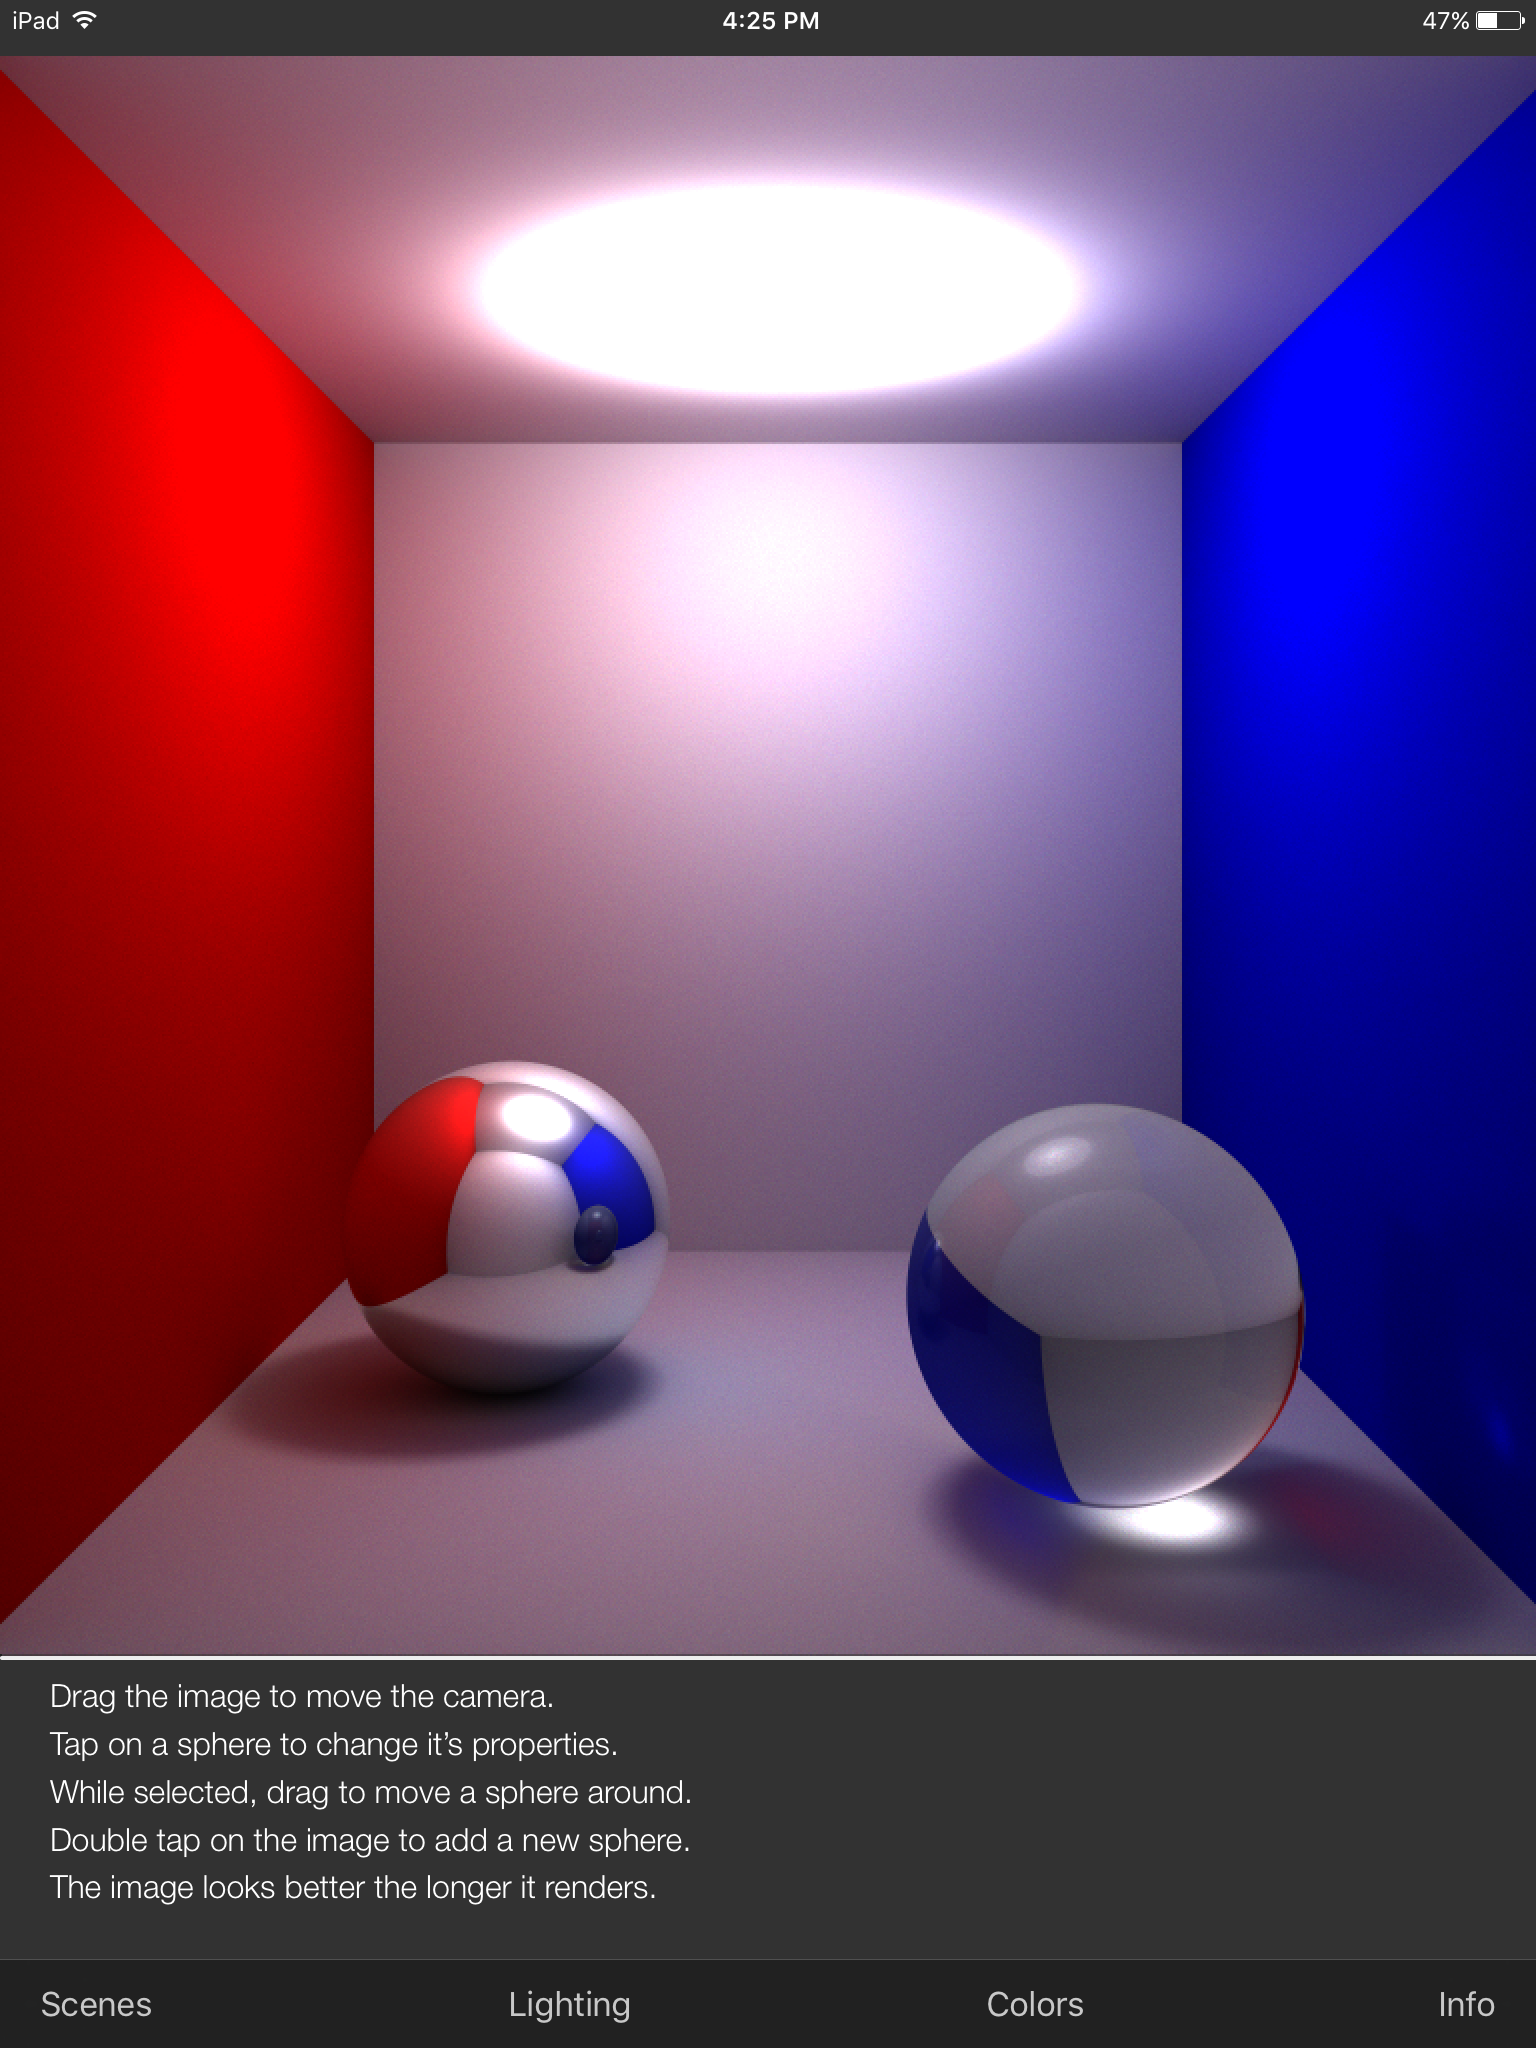 iPad 4:25 PM 47%
Drag the image to move the camera.
Tap on a sphere to change it’s properties.
While selected, drag to move a sphere around.
Double tap on the image to add a new sphere.
The image looks better the longer it renders.
Scenes Lighting Colors Info